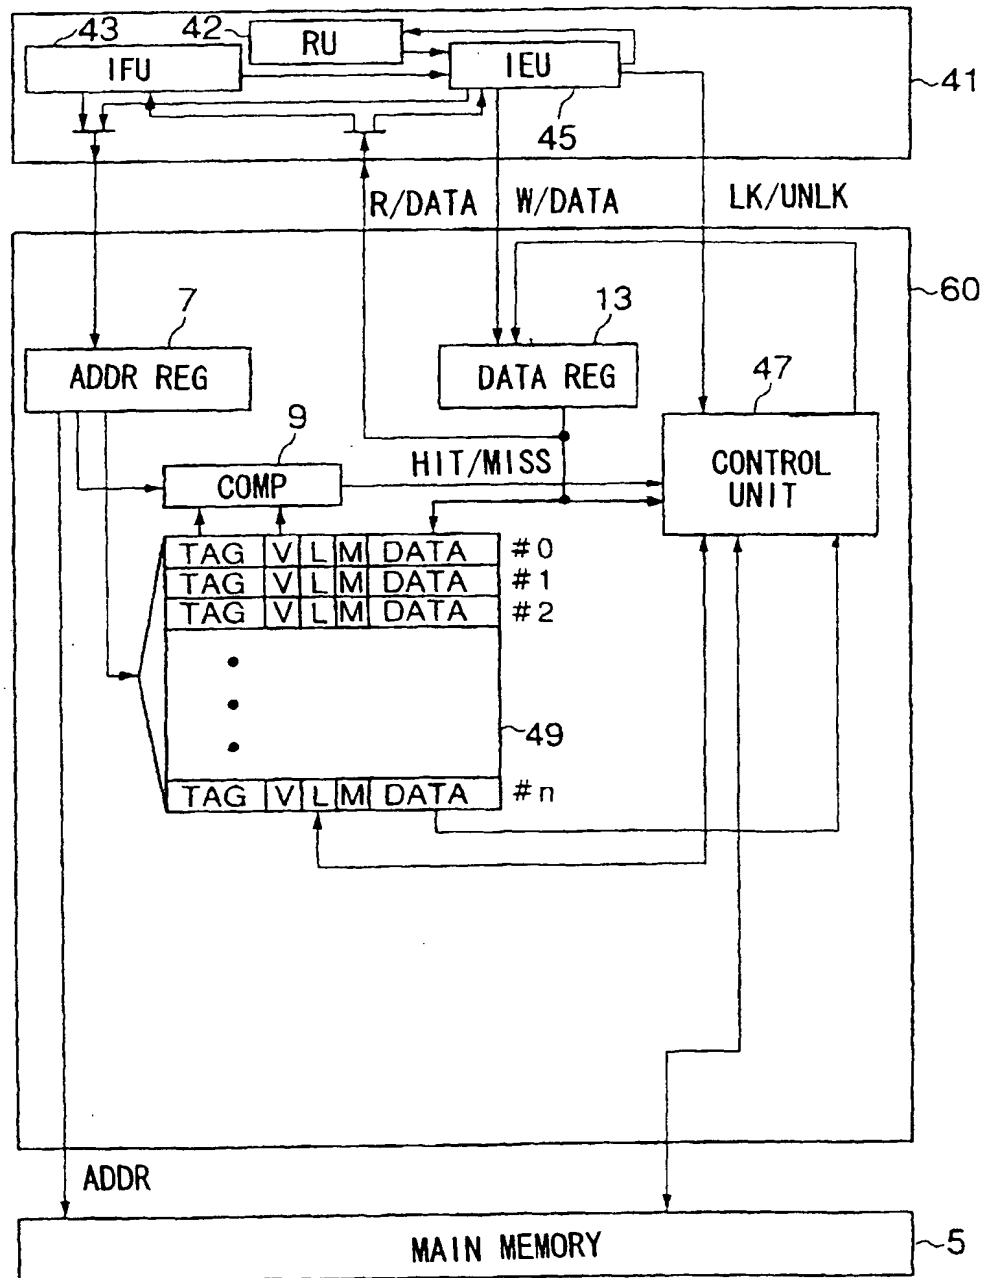 43
42
RU
IFU
IEU
41
45
R/DATA
W/DATA
LK/UNLK
60
7
13
ADDR REG
DATA REG
47
9
HIT/MISS
CONTROL
UNIT
COMP
TAG V L M DATA #0
TAG V L M DATA #1
TAG V L M DATA #2
49
TAG V L M DATA #n
ADDR
MAIN MEMORY
5